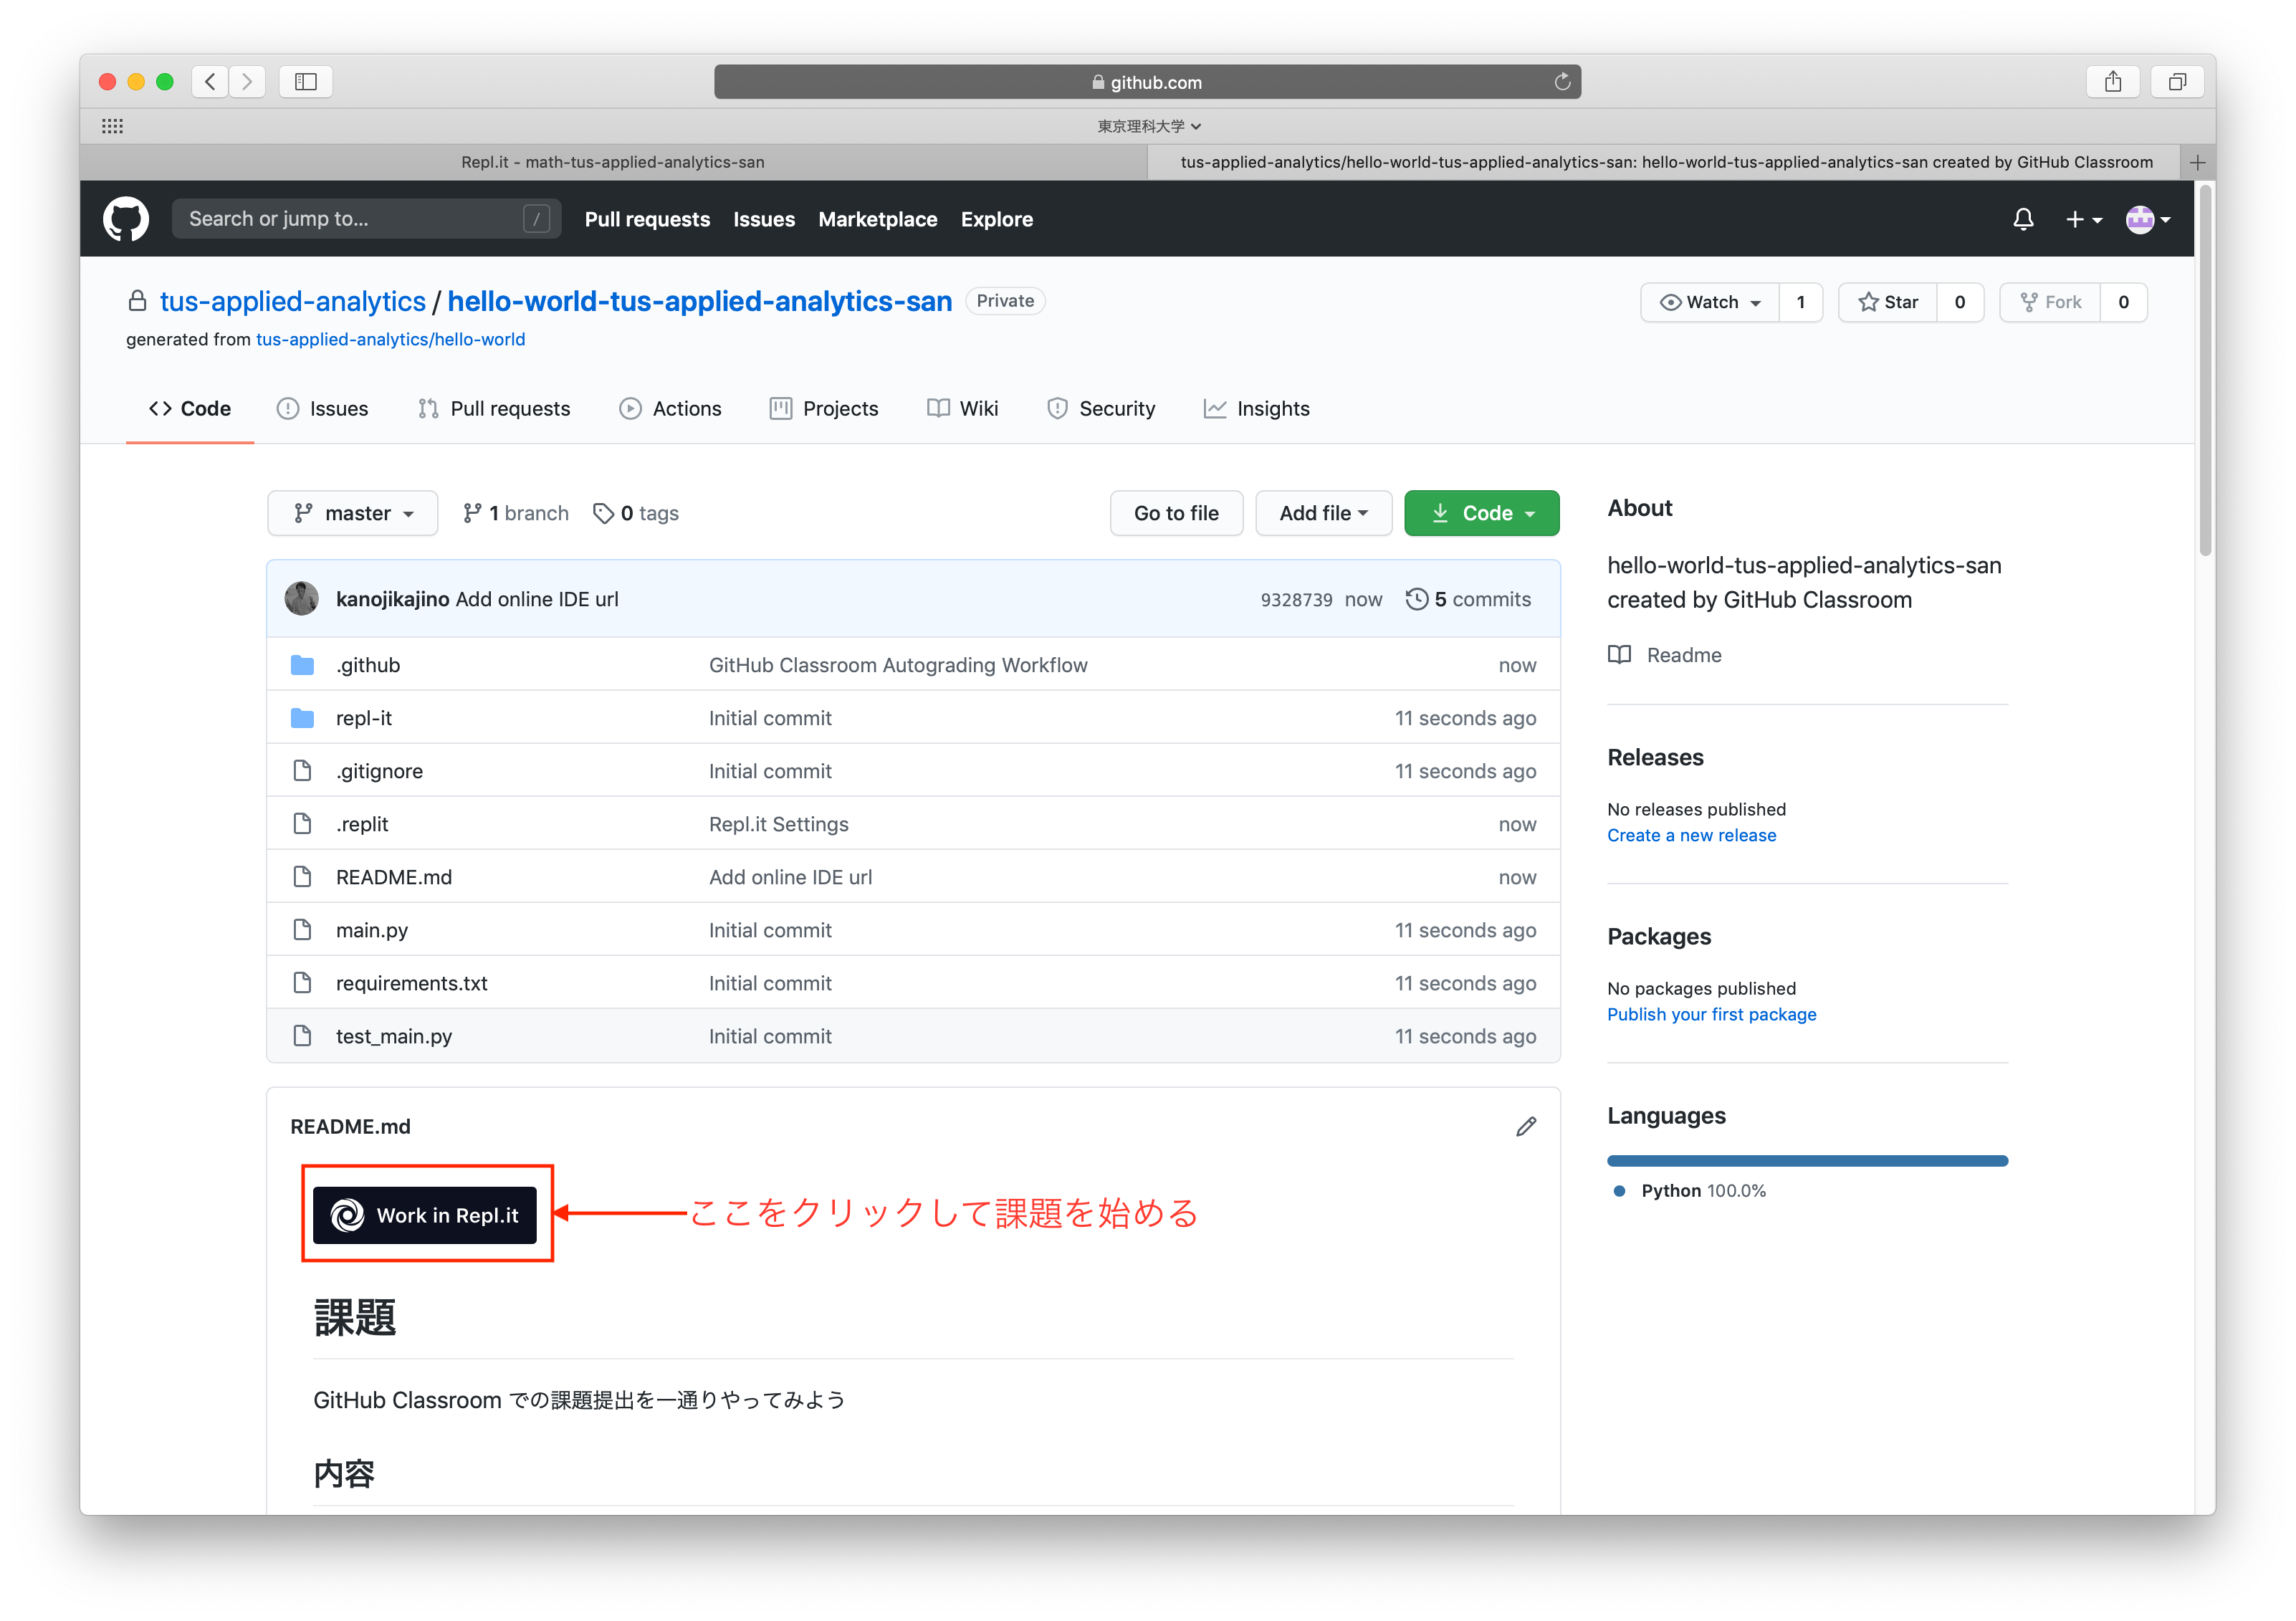 github.com
東京理科大学
Repl.it - math-tus-applied-analytics-san
tus-applied-analytics/hello-world-tus-applied-analytics-san: hello-world-tus-applied-analytics-san created by GitHub Classroom
Search or jump to... / Pull requests Issues Marketplace Explore
tus-applied-analytics / hello-world-tus-applied-analytics-san Private
Watch 1 Star 0 Fork 0
generated from tus-applied-analytics/hello-world
Code Issues Pull requests Actions Projects Wiki Security Insights
master 1 branch 0 tags Go to file Add file Code
kanojikajino Add online IDE url 9328739 now 5 commits
.github GitHub Classroom Autograding Workflow now
repl-it Initial commit 11 seconds ago
.gitignore Initial commit 11 seconds ago
.replit Repl.it Settings now
README.md Add online IDE url now
main.py Initial commit 11 seconds ago
requirements.txt Initial commit 11 seconds ago
test_main.py Initial commit 11 seconds ago
README.md
Work in Repl.it ここをクリックして課題を始める
課題
GitHub Classroom での課題提出を一通りやってみよう
内容
About
hello-world-tus-applied-analytics-san
created by GitHub Classroom
Readme
Releases
No releases published
Create a new release
Packages
No packages published
Publish your first package
Languages
Python 100.0%